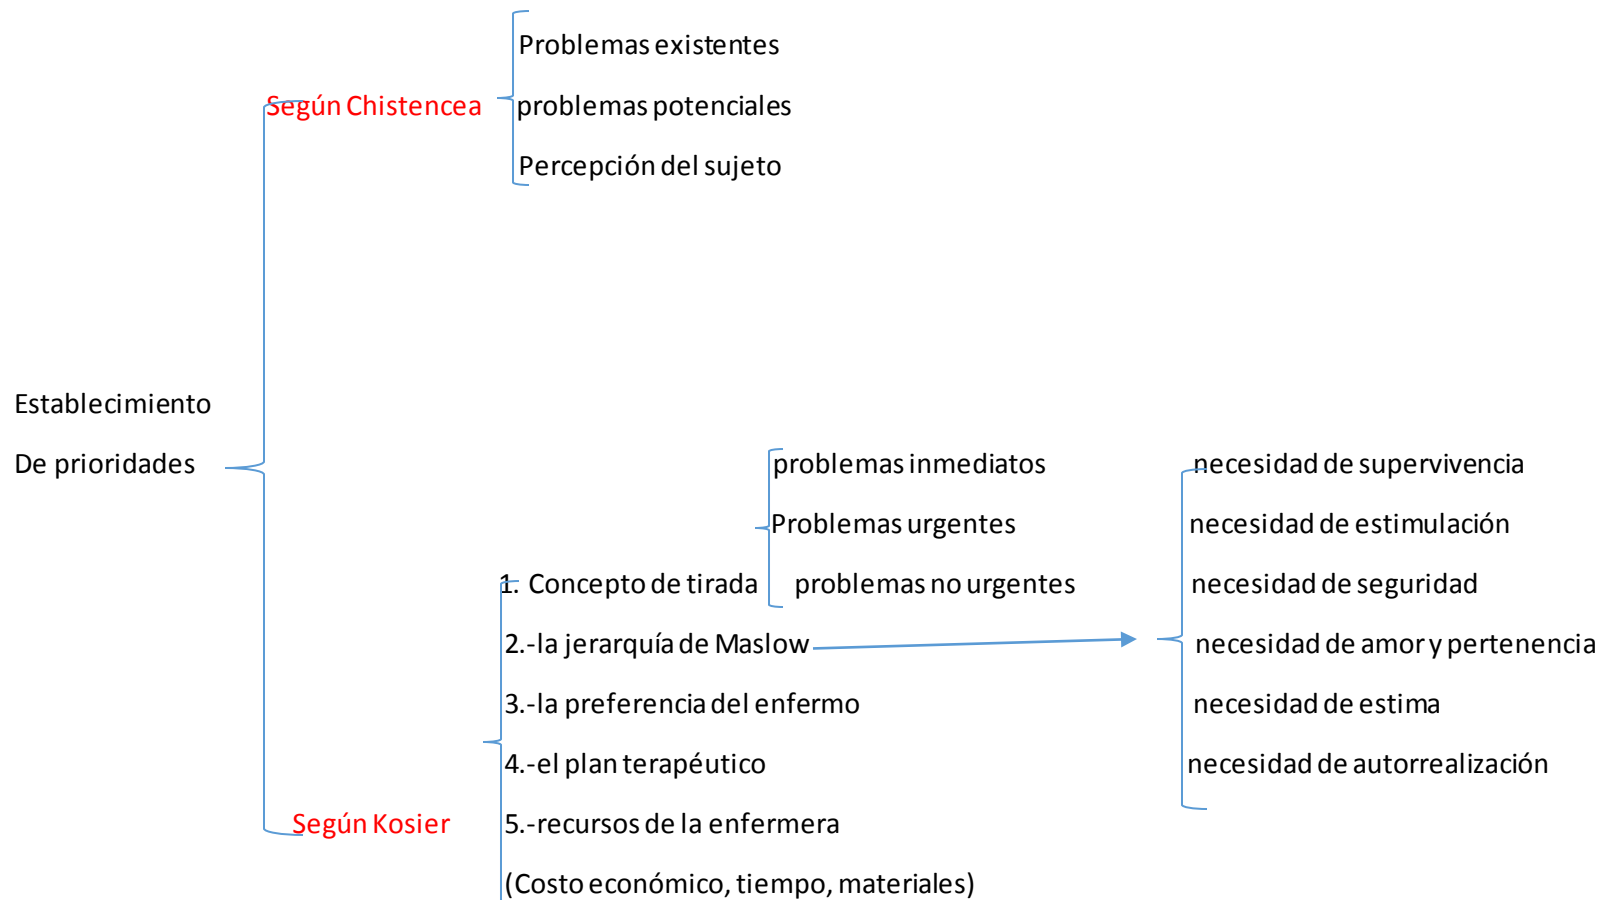 Problemas existentes
Según Chistencea
problemas potenciales
Percepción del sujeto
Establecimiento
De prioridades
Según Kosier
1. Concepto de tirada
problemas inmediatos
Problemas urgentes
problemas no urgentes
2.-la jerarquía de Maslow
necesidad de supervivencia
necesidad de estimulación
necesidad de seguridad
necesidad de amor y pertenencia
necesidad de estima
necesidad de autorrealización
3.-la preferencia del enfermo
4.-el plan terapéutico
5.-recursos de la enfermera
(Costo económico, tiempo, materiales)